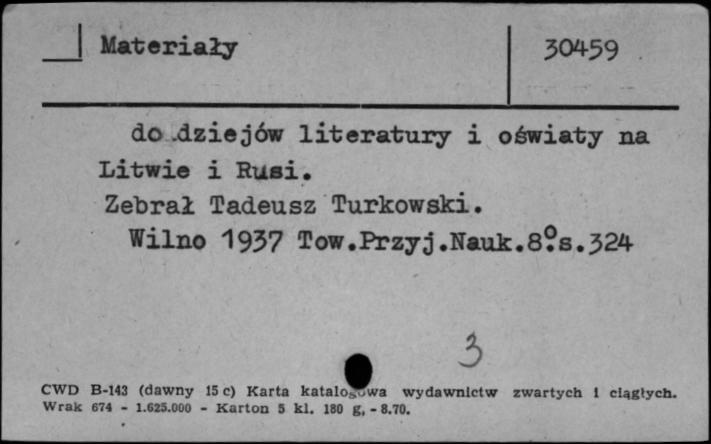 Materiały 30459
do dziejów literatury i oświaty na
Litwie i Rusi.
Zebrał Tadeusz Turkowski.
Wilno 1937 Tow.Przyj.Nauk.8º.s.324
3
CWD B-143 (dawny 15 c) Karta katalogowa wydawnictw zwartych i ciągłych.
Wrak 674 - 1.625.000 - Karton 5 kl. 180 g. - 8.70.